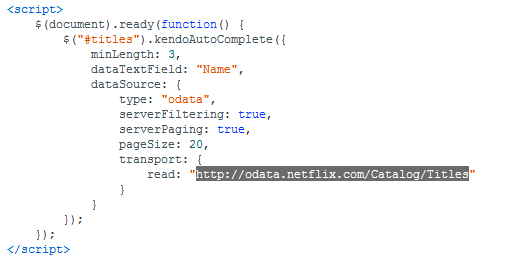 <script>
    $(document).ready(function() {
        $("#titles").kendoAutoComplete({
            minLength: 3,
            dataTextField: "Name",
            dataSource: {
                type: "odata",
                serverFiltering: true,
                serverPaging: true,
                pageSize: 20,
                transport: {
                    read: "http://odata.netflix.com/Catalog/Titles"
                }
            }
        });
    });
</script>